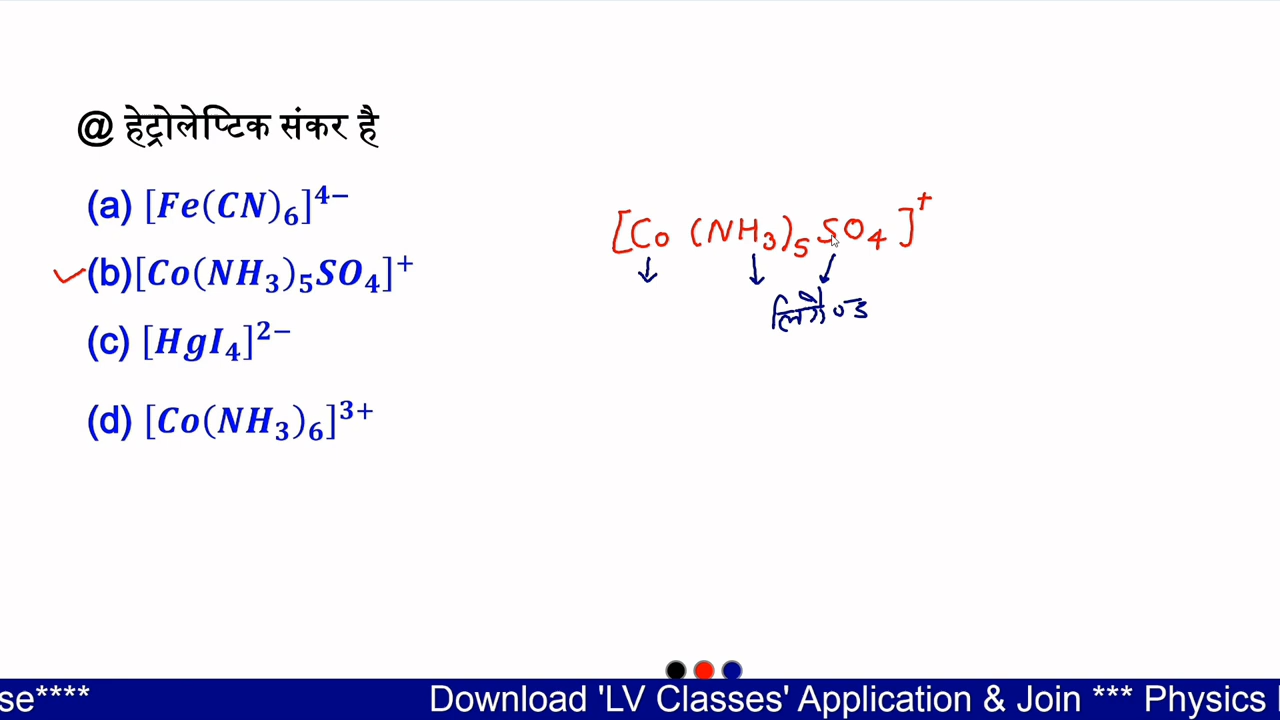 @ हेट्रोलेप्टिक संकर है
(a) [Fe(CN)₆]⁴⁻
(b) [Co(NH₃)₅SO₄]⁺
(c) [HgI₄]²⁻
(d) [Co(NH₃)₆]³⁺
[Co (NH₃)₅ SO₄]⁺
se**** Download 'LV Classes' Application & Join *** Physics